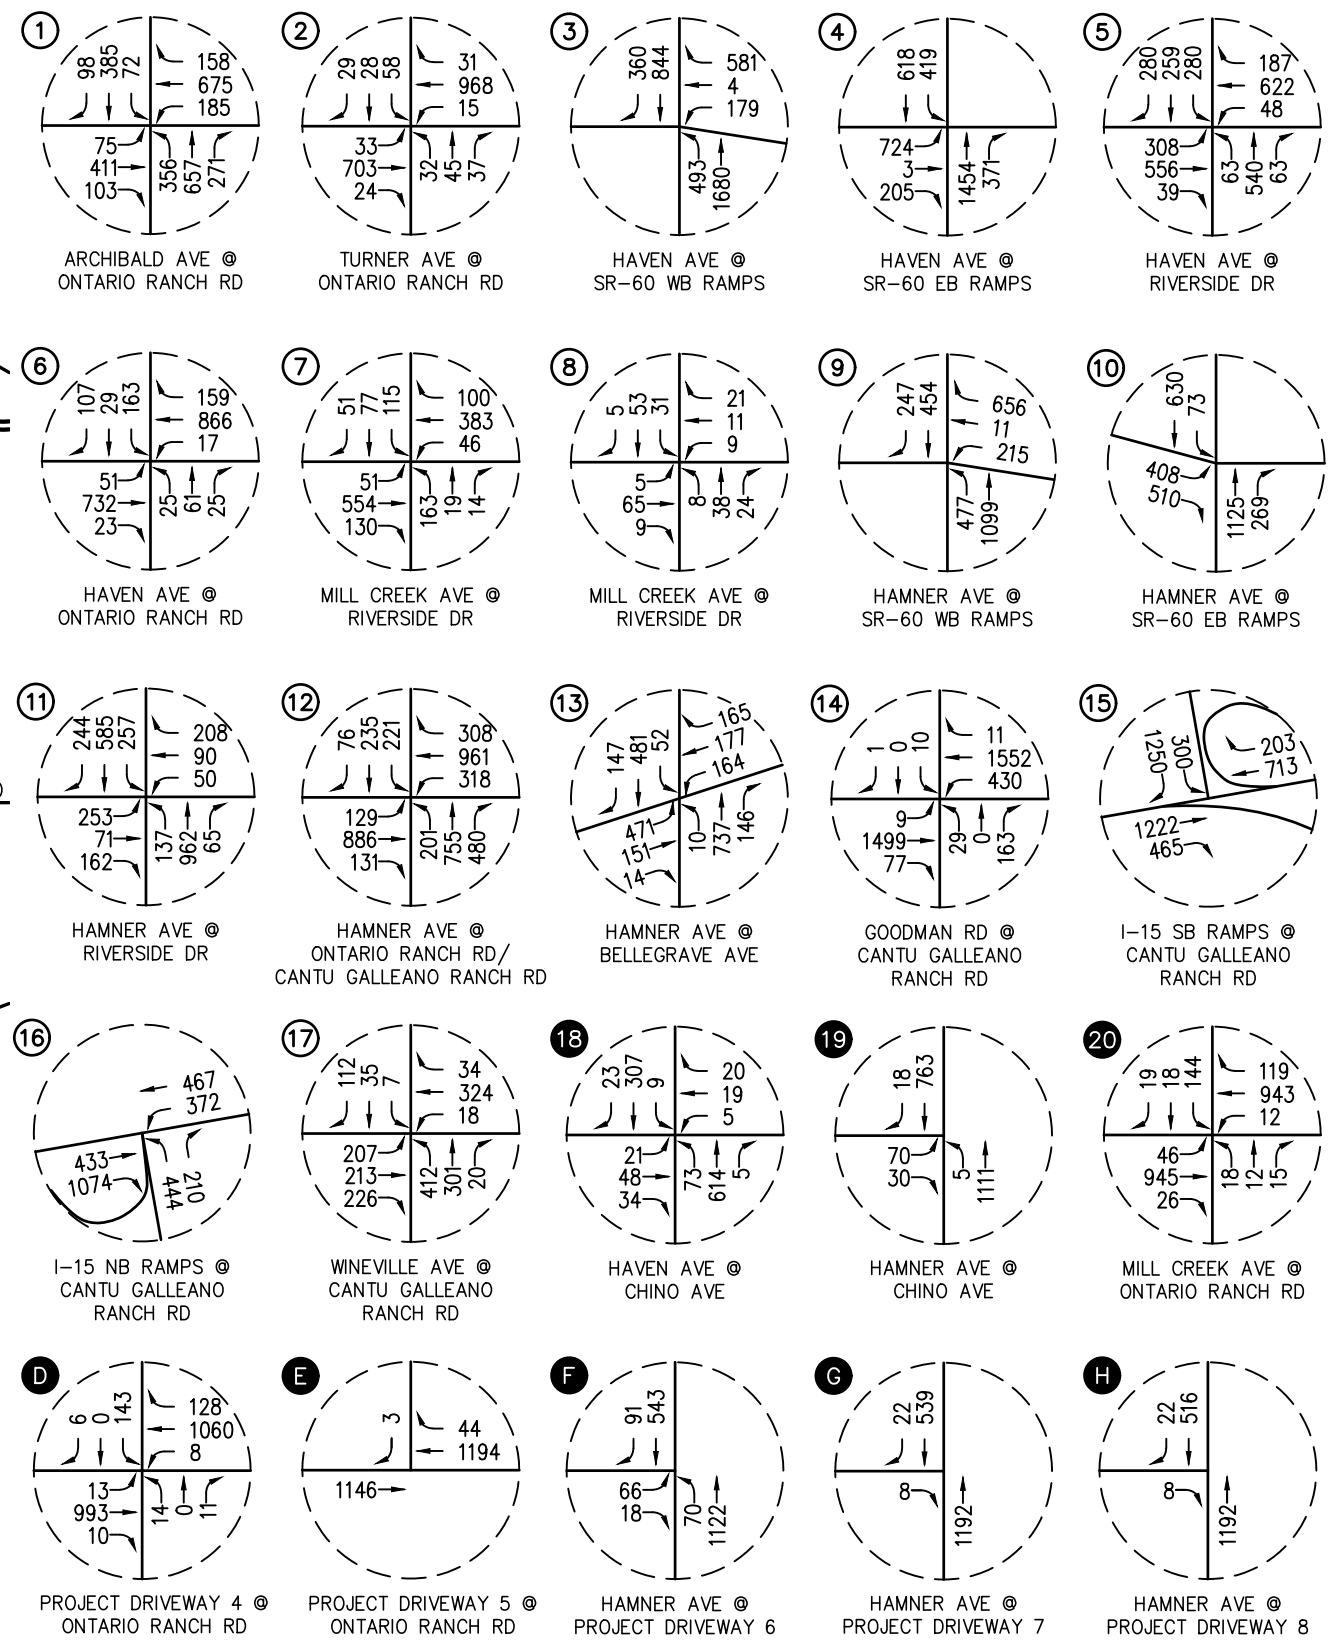 1
98 385 72
158
675
185
75
411
103
356 657 271
ARCHIBALD AVE @
ONTARIO RANCH RD
2
29 28 58
31
968
15
33
703
24
32 45 37
TURNER AVE @
ONTARIO RANCH RD
3
360 844
581
4
179
493 1680
HAVEN AVE @
SR-60 WB RAMPS
4
618 419
724
3
205
1454 371
HAVEN AVE @
SR-60 EB RAMPS
5
280 259 280
187
622
48
308
556
39
63 540 63
HAVEN AVE @
RIVERSIDE DR
6
107 29 163
159
866
17
51
732
23
25 61 25
HAVEN AVE @
ONTARIO RANCH RD
7
51 77 115
100
383
46
51
554
130
163 19 14
MILL CREEK AVE @
RIVERSIDE DR
8
5 53 31
21
11
9
5
65
9
8 38 24
MILL CREEK AVE @
RIVERSIDE DR
9
247 454
656
11
215
477 1099
HAMNER AVE @
SR-60 WB RAMPS
10
630 73
408
510
1125 269
HAMNER AVE @
SR-60 EB RAMPS
11
244 585 257
208
90
50
253
71
162
137 962 65
HAMNER AVE @
RIVERSIDE DR
12
76 235 221
308
961
318
129
886
131
201 755 480
HAMNER AVE @
ONTARIO RANCH RD/
CANTU GALLEANO RANCH RD
13
147 481 52
165
177
164
471
151
14
10 737 146
HAMNER AVE @
BELLEGRAVE AVE
14
1 0 10
11
1552
430
9
1499
77
29 0 163
GOODMAN RD @
CANTU GALLEANO
RANCH RD
15
1250 300
203
713
1222
465
I-15 SB RAMPS @
CANTU GALLEANO
RANCH RD
16
467
372
433
1074
444 210
I-15 NB RAMPS @
CANTU GALLEANO
RANCH RD
17
112 35 7
34
324
18
207
213
226
412 301 20
WINEVILLE AVE @
CANTU GALLEANO
RANCH RD
18
23 307 9
20
19
5
21
48
34
73 614 5
HAVEN AVE @
CHINO AVE
19
18 763
70
30
5 1111
HAMNER AVE @
CHINO AVE
20
19 18 144
119
943
12
46
945
26
18 12 15
MILL CREEK AVE @
ONTARIO RANCH RD
D
6 0 143
128
1060
8
13
993
10
14 0 11
PROJECT DRIVEWAY 4 @
ONTARIO RANCH RD
E
3
44
1194
1146
PROJECT DRIVEWAY 5 @
ONTARIO RANCH RD
F
91 543
66
18
70 1122
HAMNER AVE @
PROJECT DRIVEWAY 6
G
22 539
8
1192
HAMNER AVE @
PROJECT DRIVEWAY 7
H
22 516
8
1192
HAMNER AVE @
PROJECT DRIVEWAY 8